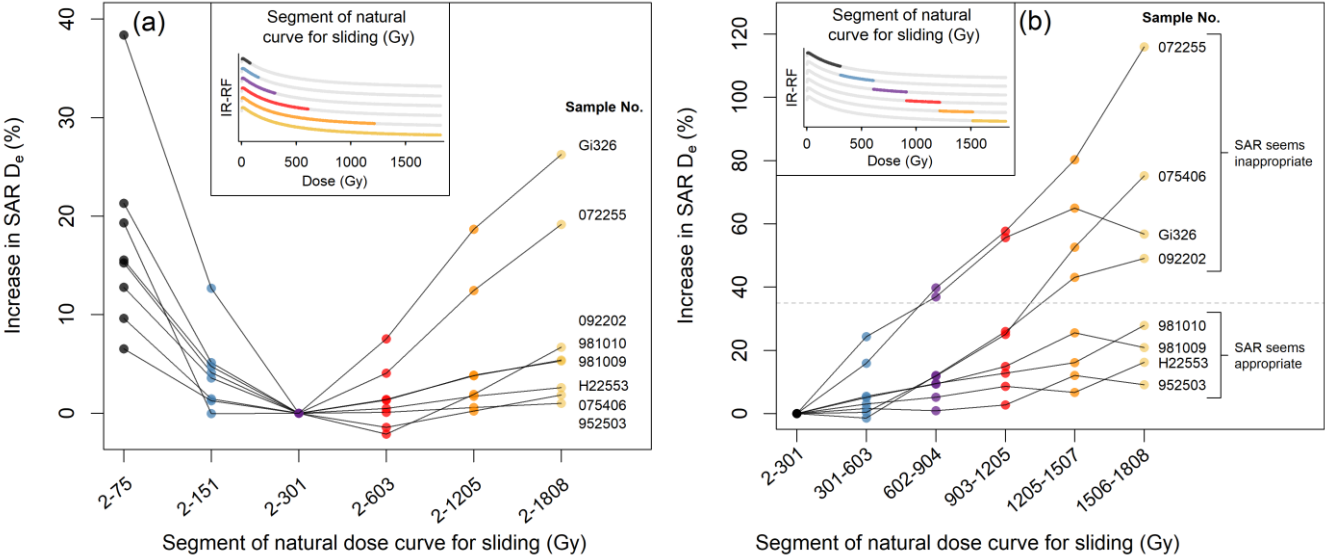 (a)
Segment of natural
curve for sliding (Gy)
IR-RF
0
500
1000
1500
Dose (Gy)
Increase in SAR De (%)
40
30
20
10
0
Sample No.
Gi326
072255
092202
981010
981009
H22553
075406
952503
2-75
2-151
2-301
2-603
2-1205
2-1808
Segment of natural dose curve for sliding (Gy)
(b)
Segment of natural
curve for sliding (Gy)
IR-RF
0
500
1000
1500
Dose (Gy)
Increase in SAR De (%)
120
100
80
60
40
20
0
Sample No.
072255
075406
Gi326
092202
SAR seems
inappropriate
981010
981009
H22553
952503
SAR seems
appropriate
2-301
301-603
602-904
903-1205
1205-1507
1506-1808
Segment of natural dose curve for sliding (Gy)